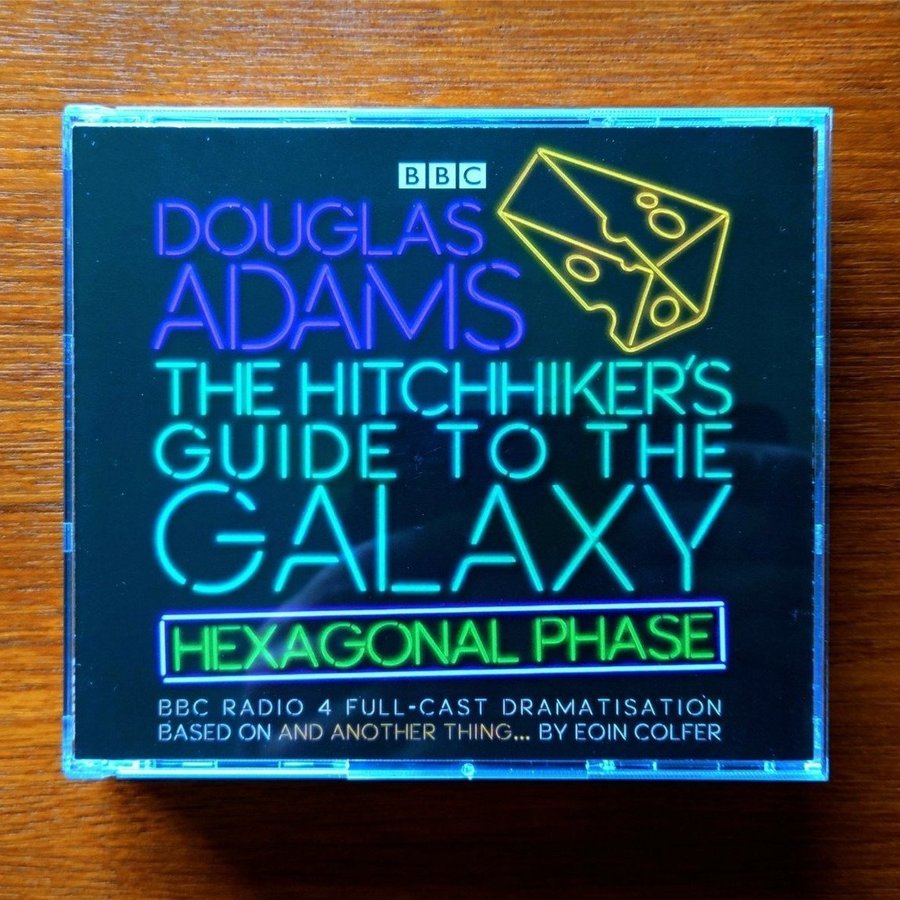 BBC
DOUGLAS
ADAMS
THE HITCHHIKER'S
GUIDE TO THE
GALAXY
HEXAGONAL PHASE
BBC RADIO 4 FULL-CAST DRAMATISATION
BASED ON AND ANOTHER THING... BY EOIN COLFER